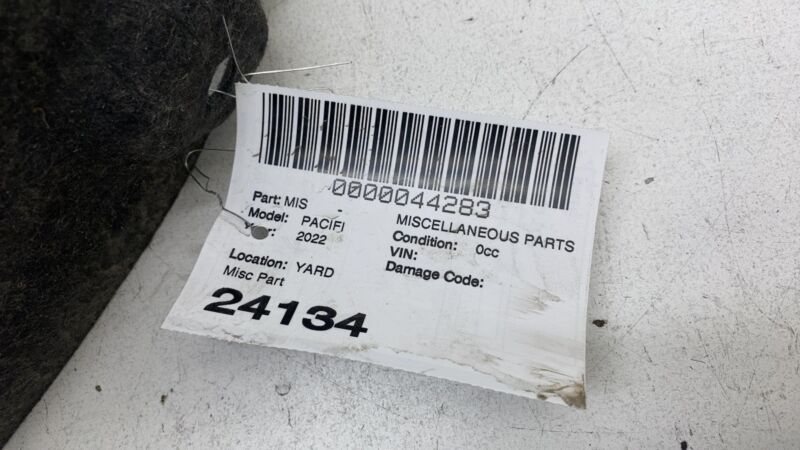 0000044283
Part: MIS MISCELLANEOUS PARTS
Model: PACIFI Condition: 0cc
2022 VIN:
Location: YARD Damage Code:
Misc Part
24134